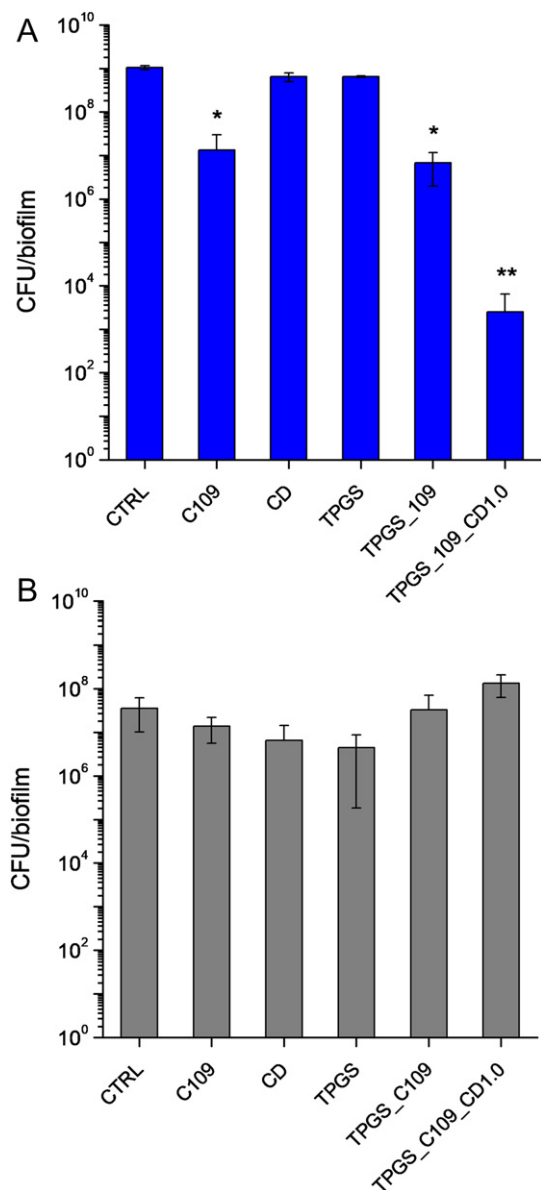 A
10^10
10^8
10^6
10^4
10^2
10^0
CFU/biofilm
*
*
**
CTRL
C109
CD
TPGS
TPGS_109
TPGS_109_CD1.0
B
10^10
10^8
10^6
10^4
10^2
10^0
CFU/biofilm
CTRL
C109
CD
TPGS
TPGS_C109
TPGS_C109_CD1.0